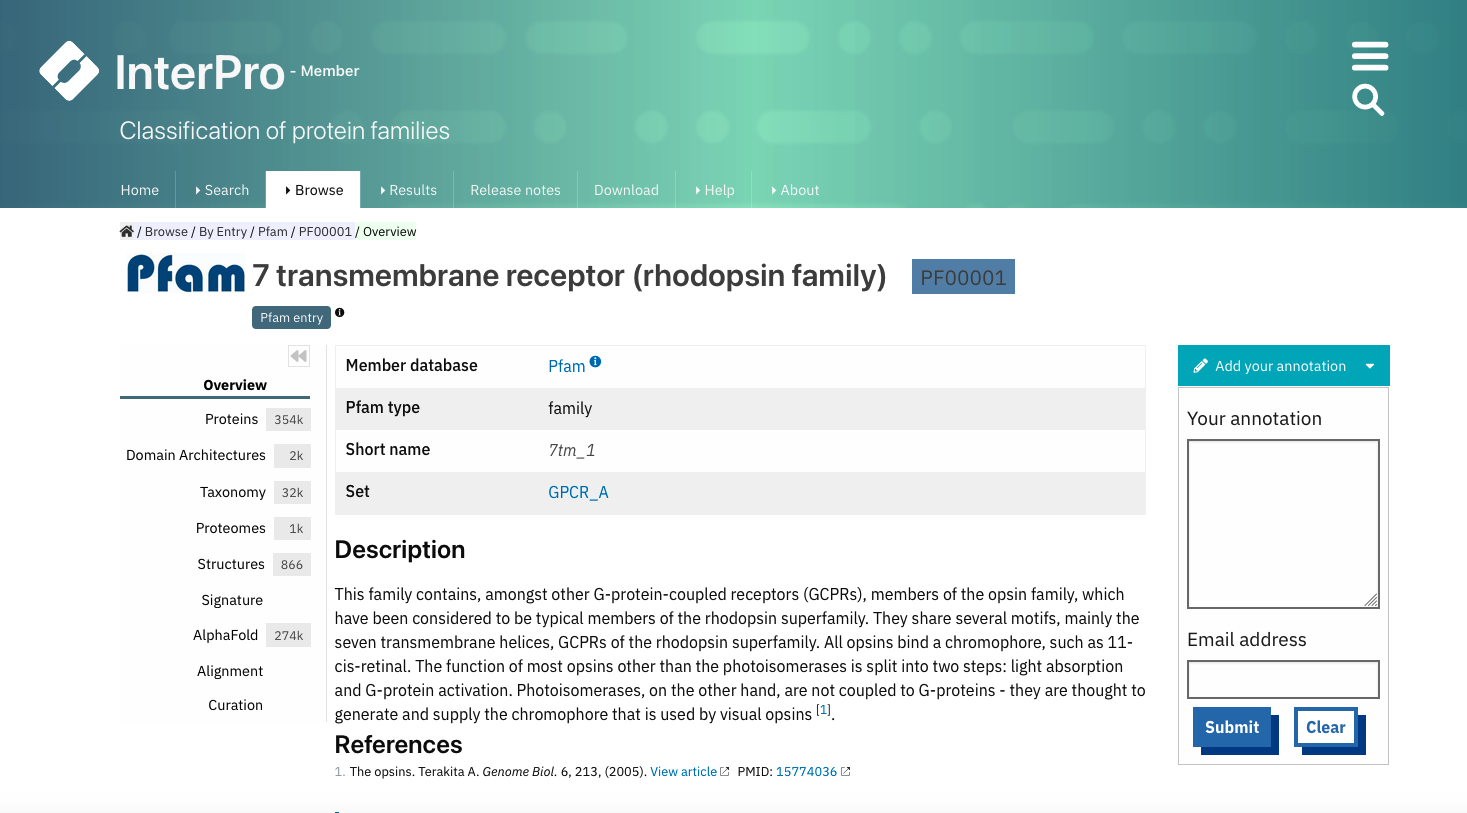 InterPro - Member
Classification of protein families
Home Search Browse Results Release notes Download Help About
/ Browse / By Entry / Pfam / PF00001 / Overview
Pfam 7 transmembrane receptor (rhodopsin family) PF00001
Pfam entry
Overview
Proteins 354k
Domain Architectures 2k
Taxonomy 32k
Proteomes 1k
Structures 866
Signature
AlphaFold 274k
Alignment
Curation
Member database Pfam
Pfam type family
Short name 7tm_1
Set GPCR_A
Description
This family contains, amongst other G-protein-coupled receptors (GCPRs), members of the opsin family, which
have been considered to be typical members of the rhodopsin superfamily. They share several motifs, mainly the
seven transmembrane helices, GCPRs of the rhodopsin superfamily. All opsins bind a chromophore, such as 11-
cis-retinal. The function of most opsins other than the photoisomerases is split into two steps: light absorption
and G-protein activation. Photoisomerases, on the other hand, are not coupled to G-proteins - they are thought to
generate and supply the chromophore that is used by visual opsins [1].
References
1. The opsins. Terakita A. Genome Biol. 6, 213, (2005). View article PMID: 15774036
Add your annotation
Your annotation
Email address
Submit Clear